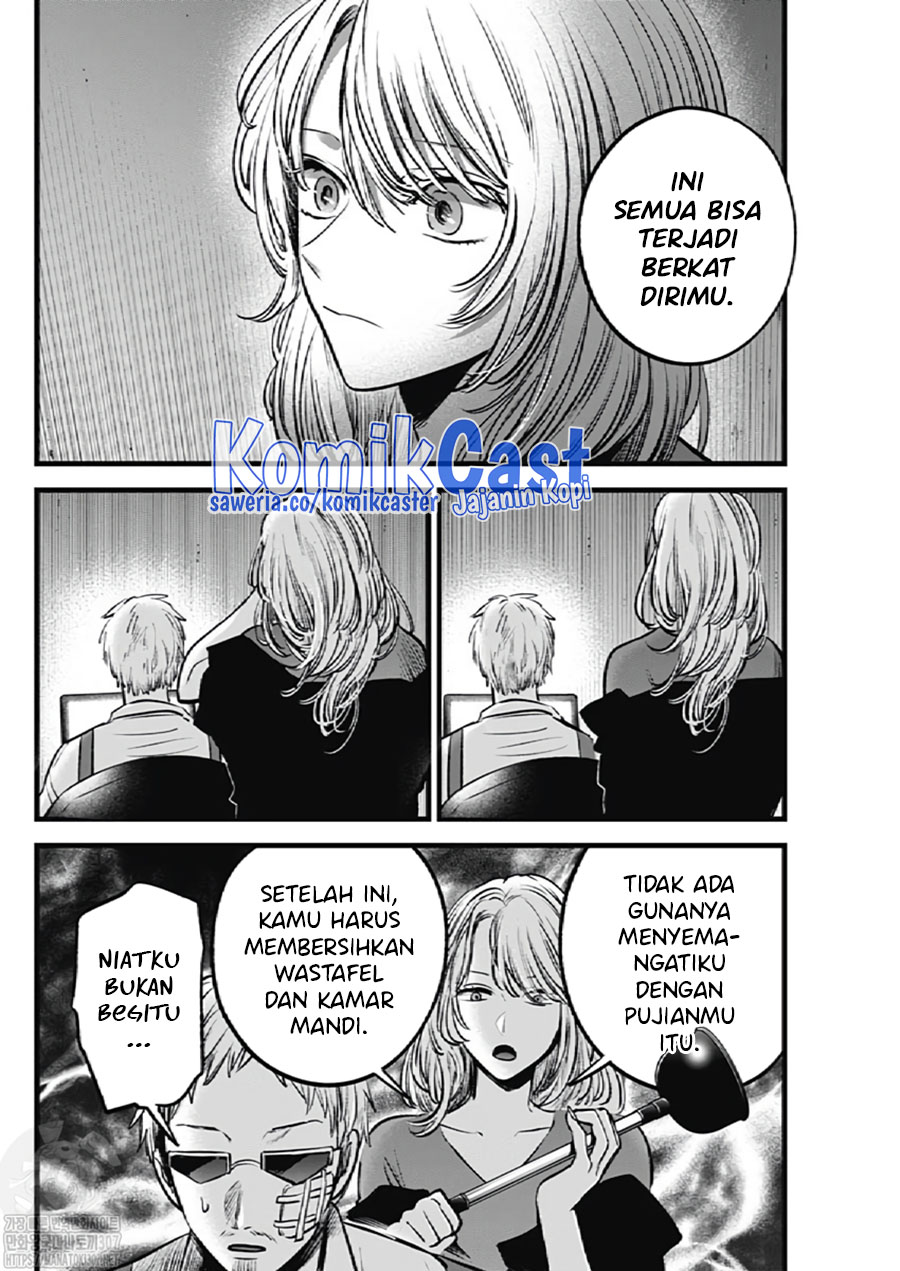 INI
SEMUA BISA
TERJADI
BERKAT
DIRIMU.
KomikCast
saweria.co/komikcaster
Jajanin Kopi
TIDAK ADA
GUNANYA
MENYEMA-
NGATIKU
DENGAN
PUJIANMU
ITU.
SETELAH INI,
KAMU HARUS
MEMBERSIHKAN
WASTAFEL
DAN KAMAR
MANDI.
NIATKU
BUKAN
BEGITU
...